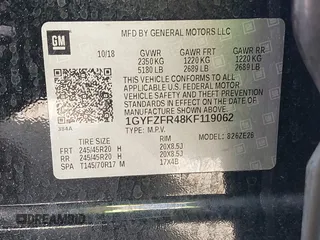 GM
MFD BY GENERAL MOTORS LLC
10/18 GVWR GAWR FRT GAWR RR
2350 KG 1220 KG 1220 KG
5180 LB 2689 LB 2689 LB
THIS VEHICLE CONFORMS TO ALL
APPLICABLE U.S. FEDERAL MOTOR VEHICLE
SAFETY, BUMPER, AND THEFT PREVENTION
STANDARDS IN EFFECT ON THE DATE OF
MANUFACTURE SHOWN ABOVE.
1GYFZFR48KF119062
TYPE: M.P.V. MODEL:
TIRE SIZE RIM
FRT 245/45R20 H 20X8.5J
RR 245/45R20 H 20X8.5J
SPA T145/70R17 M 17X4B
DREAMBID